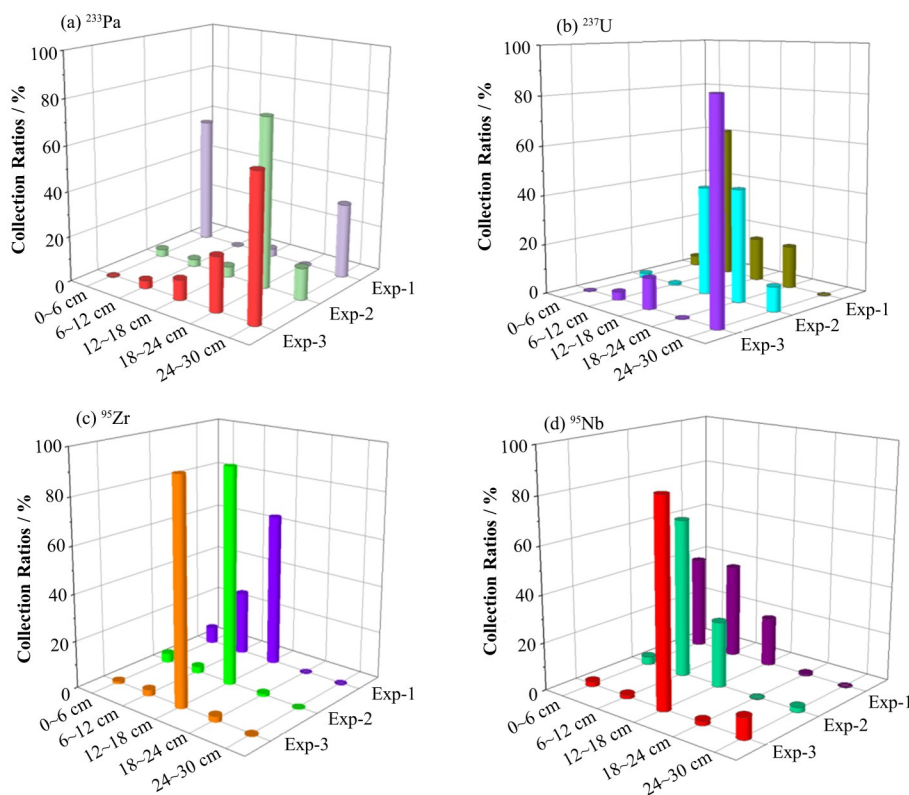 (a) ²³³Pa
Collection Ratios / %
100
80
60
40
20
0
0~6 cm
6~12 cm
12~18 cm
18~24 cm
24~30 cm
Exp-3
Exp-2
Exp-1
(b) ²³⁷U
Collection Ratios / %
100
80
60
40
20
0
0~6 cm
6~12 cm
12~18 cm
18~24 cm
24~30 cm
Exp-3
Exp-2
Exp-1
(c) ⁹⁵Zr
Collection Ratios / %
100
80
60
40
20
0
0~6 cm
6~12 cm
12~18 cm
18~24 cm
24~30 cm
Exp-3
Exp-2
Exp-1
(d) ⁹⁵Nb
Collection Ratios / %
100
80
60
40
20
0
0~6 cm
6~12 cm
12~18 cm
18~24 cm
24~30 cm
Exp-3
Exp-2
Exp-1